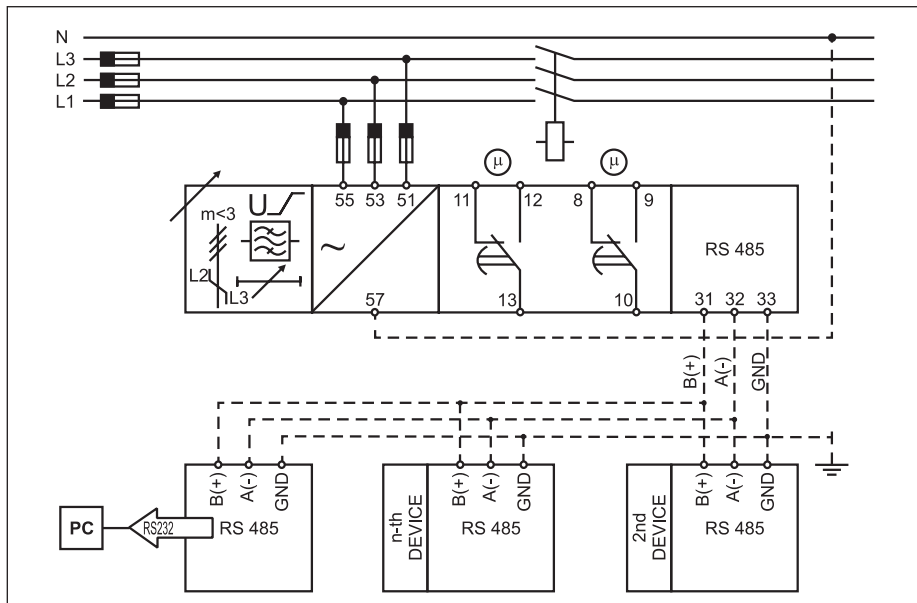 N
L3
L2
L1
µ
µ
55 53 51
11 12 8 9
m<3
U
~
L2
L3
RS 485
57
13
10
31 32 33
B(+)
A(-)
GND
B(+)
A(-)
GND
RS 485
PC
RS232
n-th
DEVICE
B(+)
A(-)
GND
RS 485
2nd
DEVICE
B(+)
A(-)
GND
RS 485